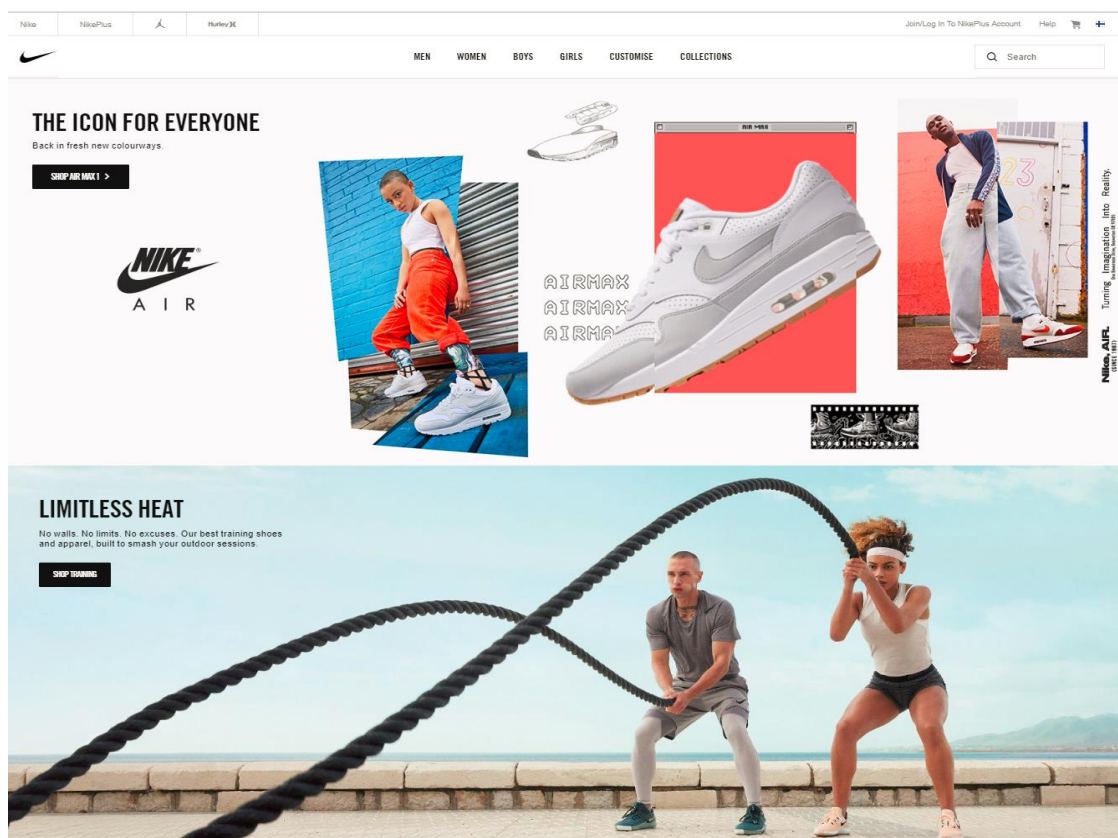 Nike
NikePlus
Hurley
Join/Log In To NikePlus Account
Help
MEN
WOMEN
BOYS
GIRLS
CUSTOMISE
COLLECTIONS
Search
THE ICON FOR EVERYONE
Back in fresh new colourways.
SHOP AIR MAX 1 >
NIKE®
AIR
AIR MAX
AIRMAX
AIRMAX
AIRMAX
23
Nike, AIR. Turning Imagination Into Reality.
(SINCE 1987)
LIMITLESS HEAT
No walls. No limits. No excuses. Our best training shoes
and apparel, built to smash your outdoor sessions.
SHOP TRAINING